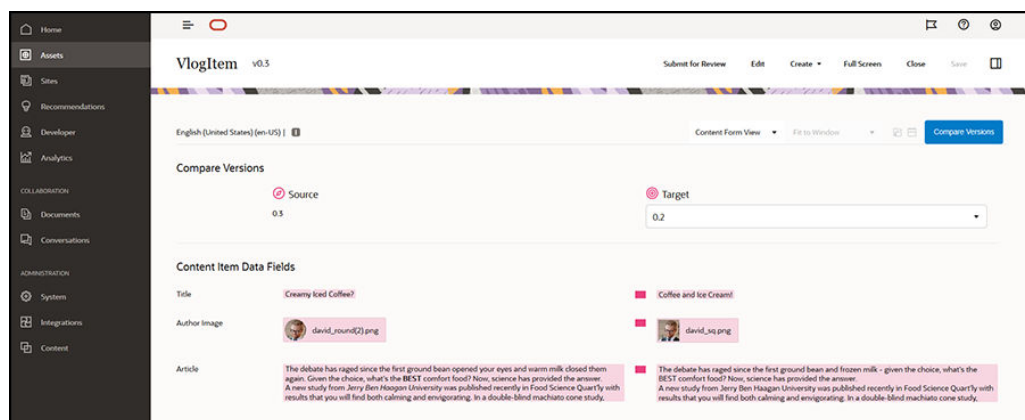 Home
Assets
Sites
Recommendations
Developer
Analytics
COLLABORATION
Documents
Conversations
ADMINISTRATION
System
Integrations
Content
VlogItem v0.3
Submit for Review Edit Create Full Screen Close Save
English (United States) (en-US) |
Content Form View Fit to Window Compare Versions
Compare Versions
Source
0.3
Target
0.2
Content Item Data Fields
Title Creamy Iced Coffee? Coffee and Ice Cream!
Author Image david_round(2).png david_sq.png
Article
The debate has raged since the first ground bean opened your eyes and warm milk closed them
again. Given the choice, what's the BEST comfort food? Now, science has provided the answer.
A new study from Jerry Ben Haagan University was published recently in Food Science Quart'ly with
results that you will find both calming and envigorating. In a double-blind machiato cone study,
The debate has raged since the first ground bean and frozen milk - given the choice, what's the
BEST comfort food? Now, science has provided the answer.
A new study from Jerry Ben Haagan University was published recently in Food Science Quart'ly with
results that you will find both calming and envigorating. In a double-blind machiato cone study,